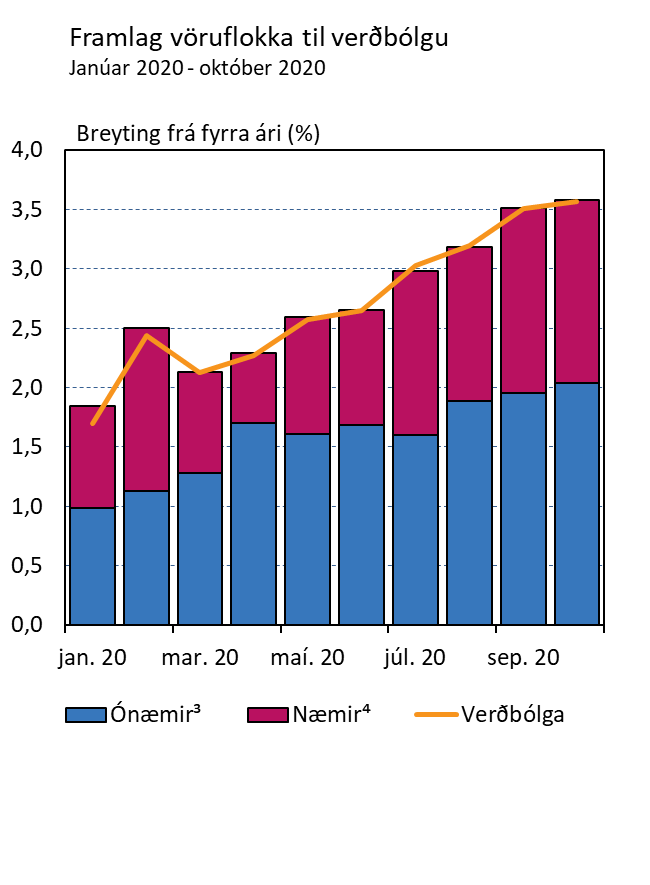 Framlag vöruflokka til verðbólgu
Janúar 2020 - október 2020
Breyting frá fyrra ári (%)
4,0
3,5
3,0
2,5
2,0
1,5
1,0
0,5
0,0
jan. 20 mar. 20 maí. 20 júl. 20 sep. 20
Ónæmir³ Næmir⁴ Verðbólga